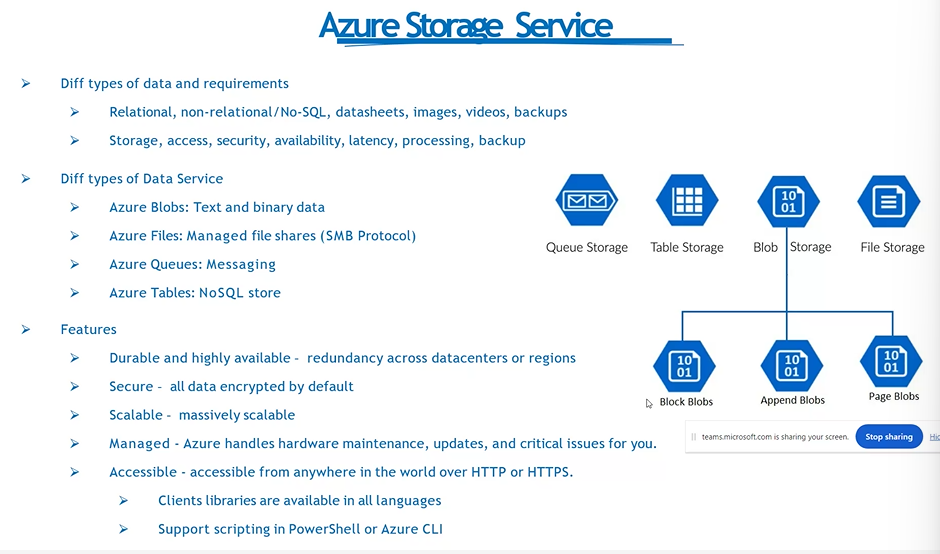 Azure Storage Service
Diff types of data and requirements
Relational, non-relational/No-SQL, datasheets, images, videos, backups
Storage, access, security, availability, latency, processing, backup
Diff types of Data Service
Azure Blobs: Text and binary data
Azure Files: Managed file shares (SMB Protocol)
Azure Queues: Messaging
Azure Tables: NoSQL store
Features
Durable and highly available - redundancy across datacenters or regions
Secure - all data encrypted by default
Scalable - massively scalable
Managed - Azure handles hardware maintenance, updates, and critical issues for you.
Accessible - accessible from anywhere in the world over HTTP or HTTPS.
Clients libraries are available in all languages
Support scripting in PowerShell or Azure CLI
10
01
Queue Storage Table Storage Blob Storage File Storage
10 10 10
01 01 01
Block Blobs Append Blobs Page Blobs
teams.microsoft.com is sharing your screen. Stop sharing